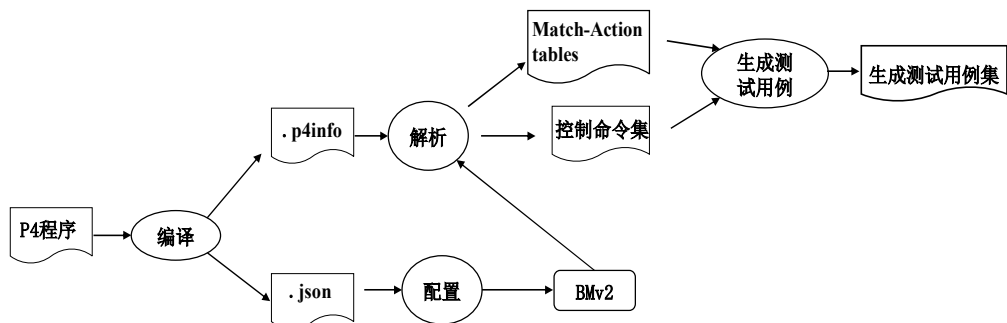 Match-Action
tables
生成测
试用例
生成测试用例集
.p4info
解析
控制命令集
P4程序
编译
.json
配置
BMv2